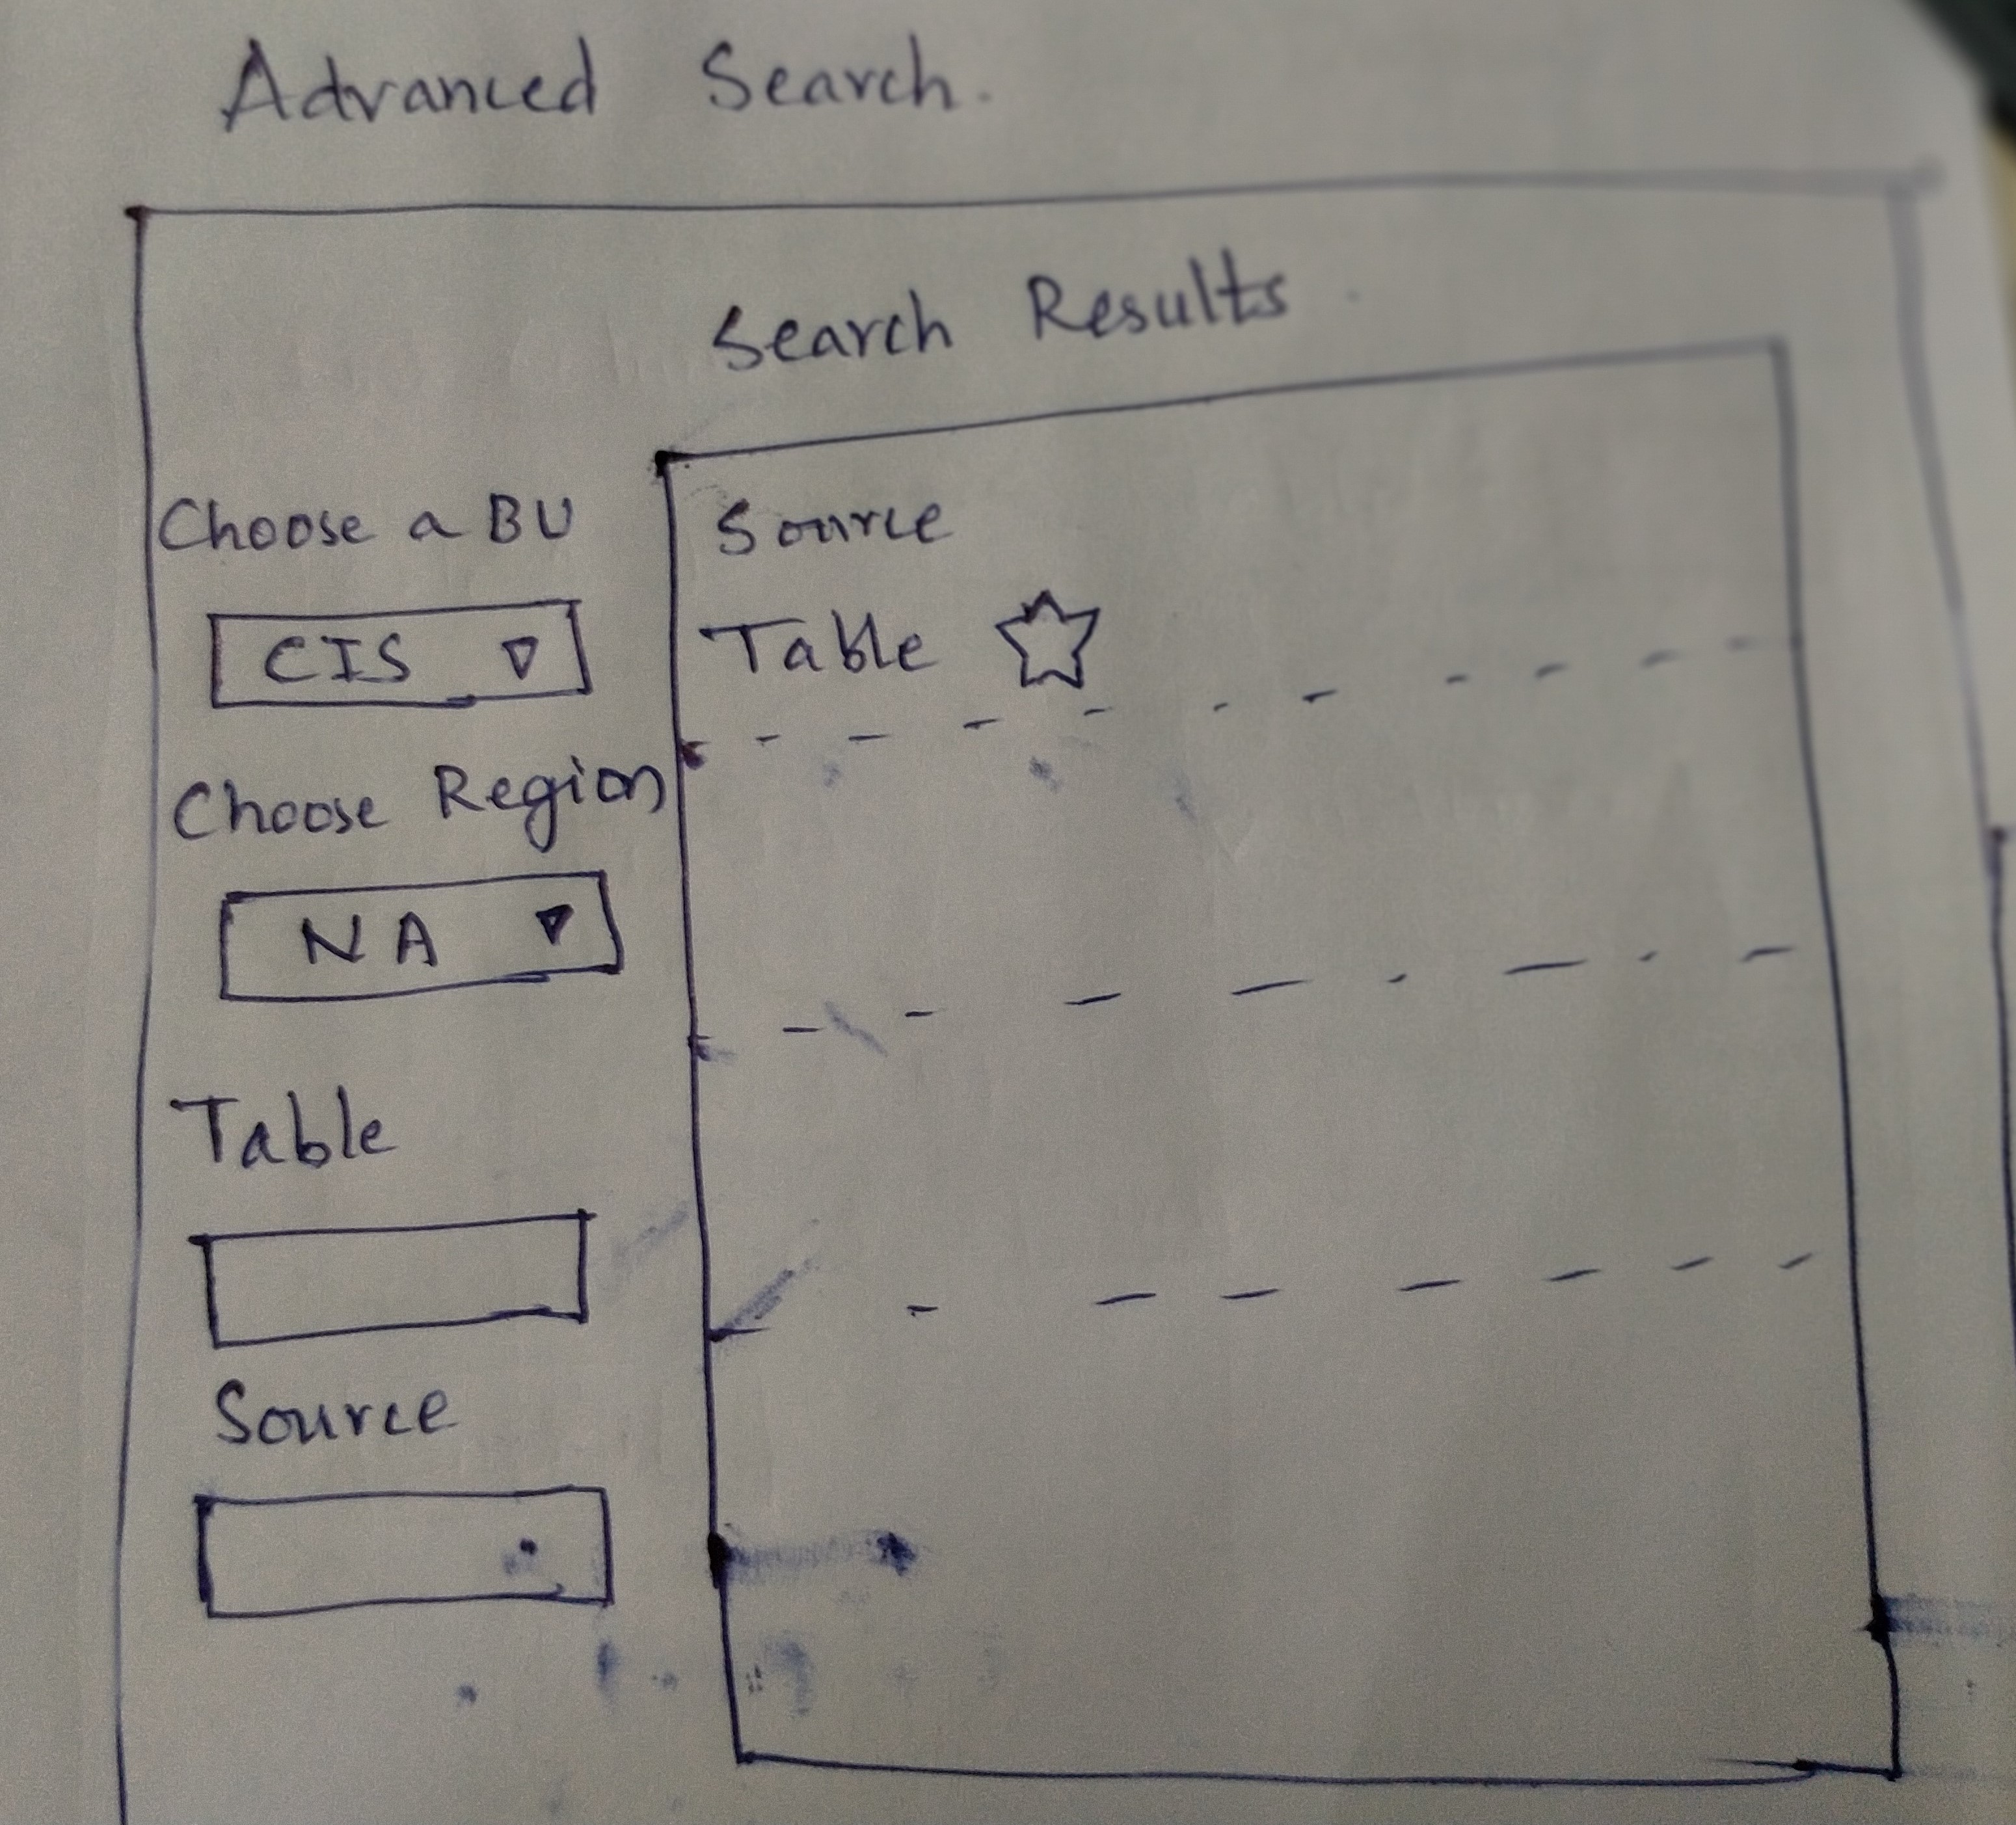 Advanced Search.
Search Results
Choose a BU
CIS
Choose Region
NA
Table
Source
Source
Table